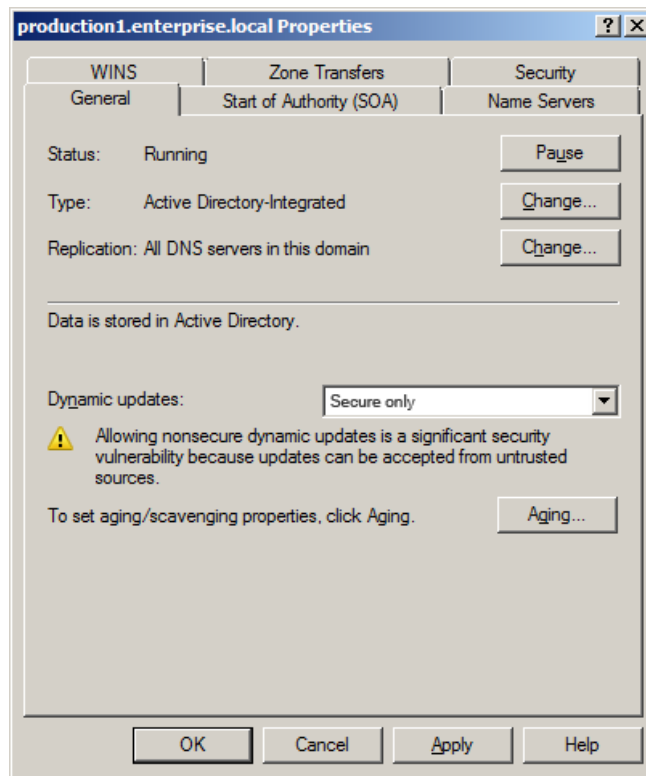 production1.enterprise.local Properties
WINS Zone Transfers Security
General Start of Authority (SOA) Name Servers
Status: Running Pause
Type: Active Directory-Integrated Change...
Replication: All DNS servers in this domain Change...
Data is stored in Active Directory.
Dynamic updates: Secure only
Allowing nonsecure dynamic updates is a significant security
vulnerability because updates can be accepted from untrusted
sources.
To set aging/scavenging properties, click Aging. Aging...
OK Cancel Apply Help